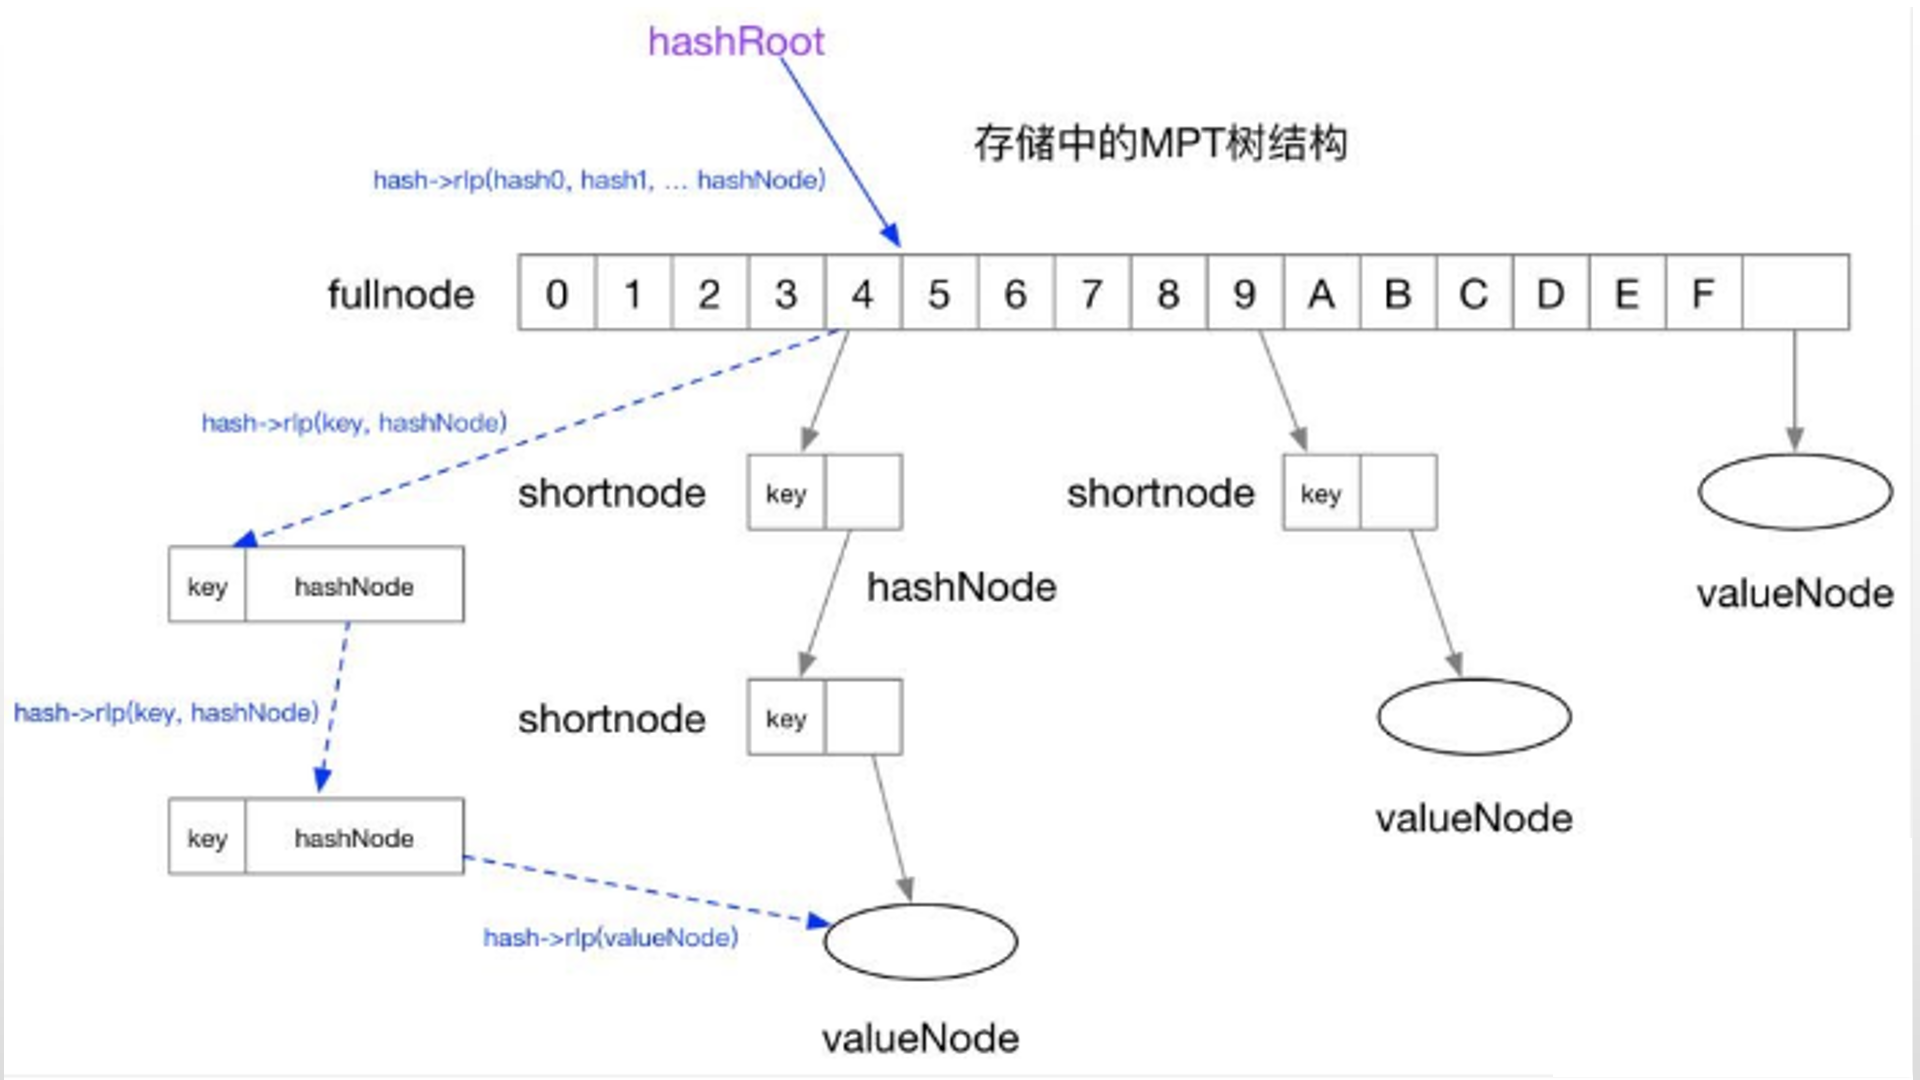 hashRoot
存储中的MPT树结构
hash->rlp(hash0, hash1, ... hashNode)
fullnode 0 1 2 3 4 5 6 7 8 9 A B C D E F
hash->rlp(key, hashNode)
shortnode key
shortnode key
key hashNode
hashNode
valueNode
hash->rlp(key, hashNode)
shortnode key
valueNode
key hashNode
hash->rlp(valueNode)
valueNode